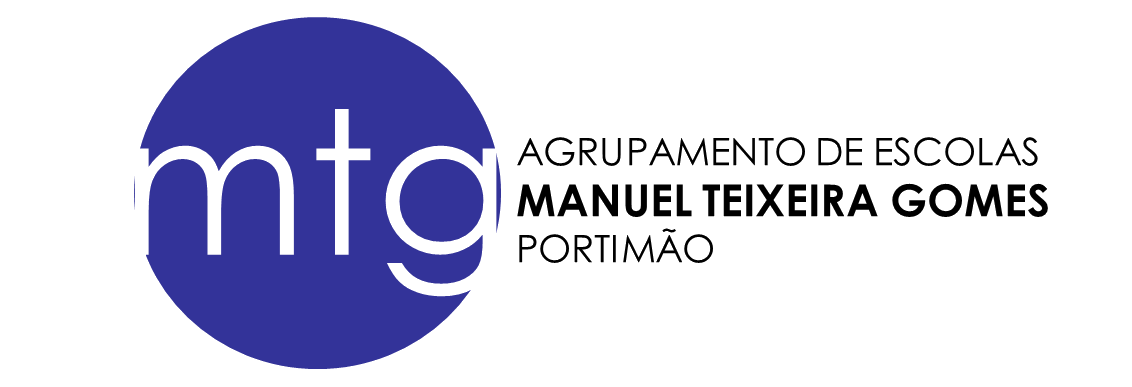 mtg
AGRUPAMENTO DE ESCOLAS
MANUEL TEIXEIRA GOMES
PORTIMÃO